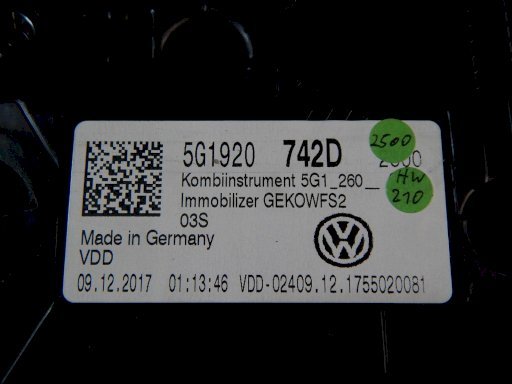 5G1920 742D 2500
Kombiinstrument 5G1_260__ HW
Immobilizer GEKOWFS2 210
03S
Made in Germany
VDD
09.12.2017 01:13:46 VDD-02409.12.1755020081